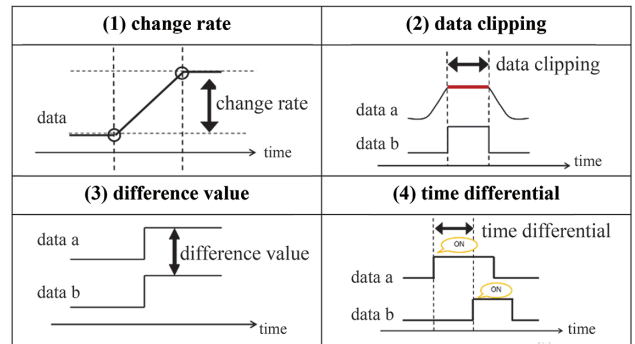 (1) change rate
data
change rate
time
(2) data clipping
data clipping
data a
data b
time
(3) difference value
data a
difference value
data b
time
(4) time differential
time differential
ON
data a
ON
data b
time